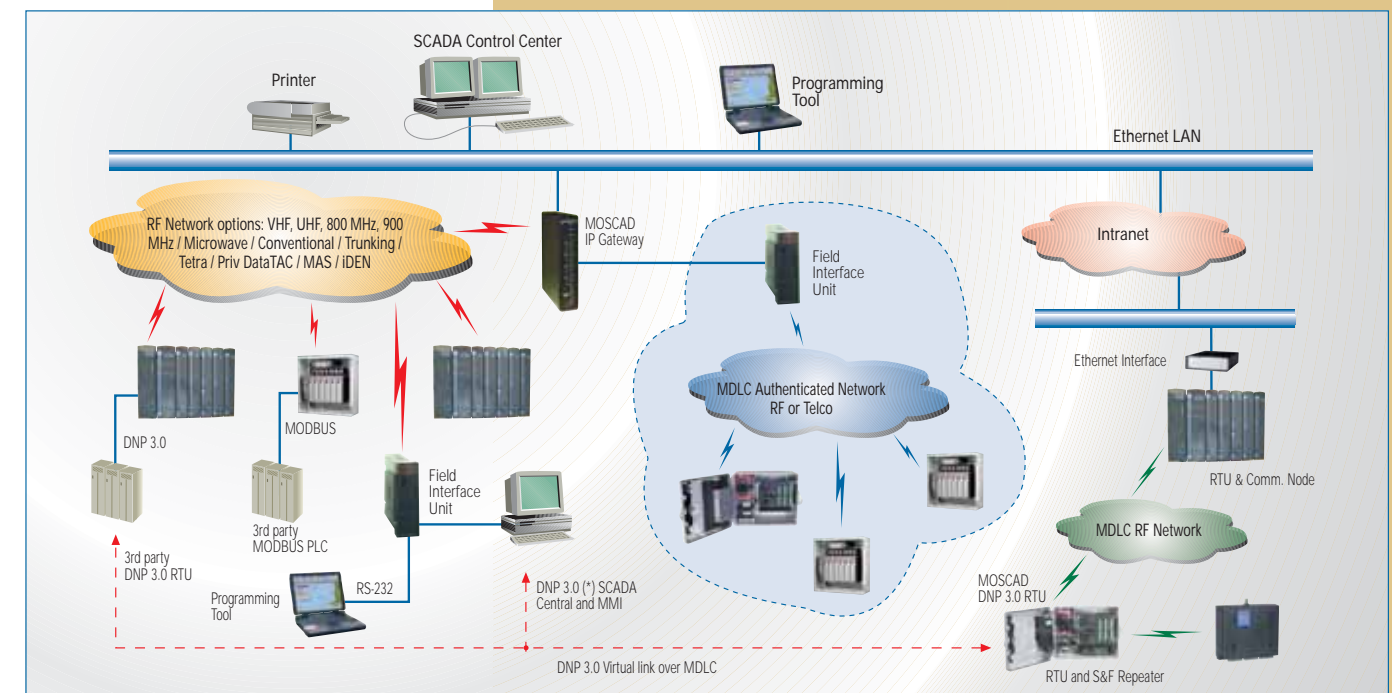 SCADA Control Center
Printer
Programming
Tool
Ethernet LAN
RF Network options: VHF, UHF, 800 MHz, 900
MHz / Microwave / Conventional / Trunking /
Tetra / Priv DataTAC / MAS / iDEN
MOSCAD
IP Gateway
Field
Interface
Unit
Intranet
Ethernet Interface
MDLC Authenticated Network
RF or Telco
DNP 3.0
MODBUS
Field
Interface
Unit
RTU & Comm. Node
3rd party
MODBUS PLC
3rd party
DNP 3.0 RTU
MDLC RF Network
RS-232
Programming
Tool
DNP 3.0 (*) SCADA
Central and MMI
MOSCAD
DNP 3.0 RTU
DNP 3.0 Virtual link over MDLC
RTU and S&F Repeater